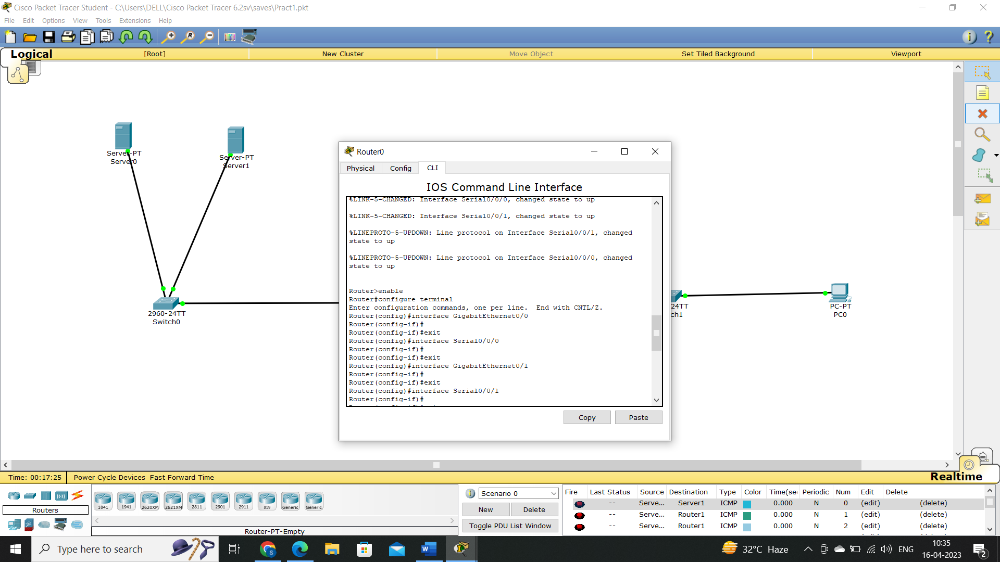 Cisco Packet Tracer Student - C:\Users\DELL\Cisco Packet Tracer 6.2sv\saves\Pract1.pkt
File Edit Options View Tools Extensions Help
Logical [Root] New Cluster Move Object Set Tiled Background Viewport
Server-PT
Server0
Server-PT
Server1
2960-24TT
Switch0
24TT
ch1
PC-PT
PC0
Router0
Physical Config CLI
IOS Command Line Interface
%LINK-5-CHANGED: Interface Serial0/0/0, changed state to up
%LINK-5-CHANGED: Interface Serial0/0/1, changed state to up
%LINEPROTO-5-UPDOWN: Line protocol on Interface Serial0/0/1, changed
state to up
%LINEPROTO-5-UPDOWN: Line protocol on Interface Serial0/0/0, changed
state to up
Router>enable
Router#configure terminal
Enter configuration commands, one per line.  End with CNTL/Z.
Router(config)#interface GigabitEthernet0/0
Router(config-if)#
Router(config-if)#exit
Router(config)#interface Serial0/0/0
Router(config-if)#
Router(config-if)#exit
Router(config)#interface GigabitEthernet0/1
Router(config-if)#
Router(config-if)#exit
Router(config)#interface Serial0/0/1
Router(config-if)#
Copy Paste
Time: 00:17:25 Power Cycle Devices Fast Forward Time
Realtime
Routers
1841 1941 2620XM 2621XM 2811 2901 2911 819 Generic Generic
Router-PT-Empty
Scenario 0
New Delete
Toggle PDU List Window
Fire Last Status Source Destination Type Color Time(sec Periodic Num Edit Delete
-- Serve... Server1 ICMP 0.000 N 0 (edit) (delete)
-- Serve... Router1 ICMP 0.000 N 1 (edit) (delete)
-- Serve... Router1 ICMP 0.000 N 2 (edit) (delete)
Type here to search
32°C Haze
ENG
10:35
16-04-2023
2